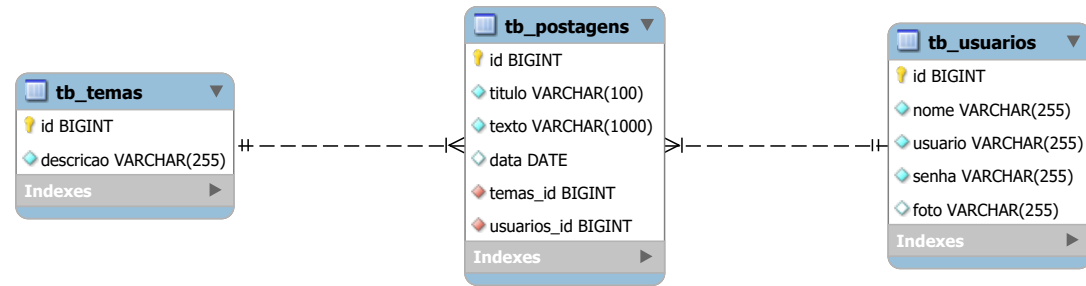 tb_temas
id BIGINT
descricao VARCHAR(255)
Indexes
tb_postagens
id BIGINT
titulo VARCHAR(100)
texto VARCHAR(1000)
data DATE
temas_id BIGINT
usuarios_id BIGINT
Indexes
tb_usuarios
id BIGINT
nome VARCHAR(255)
usuario VARCHAR(255)
senha VARCHAR(255)
foto VARCHAR(255)
Indexes